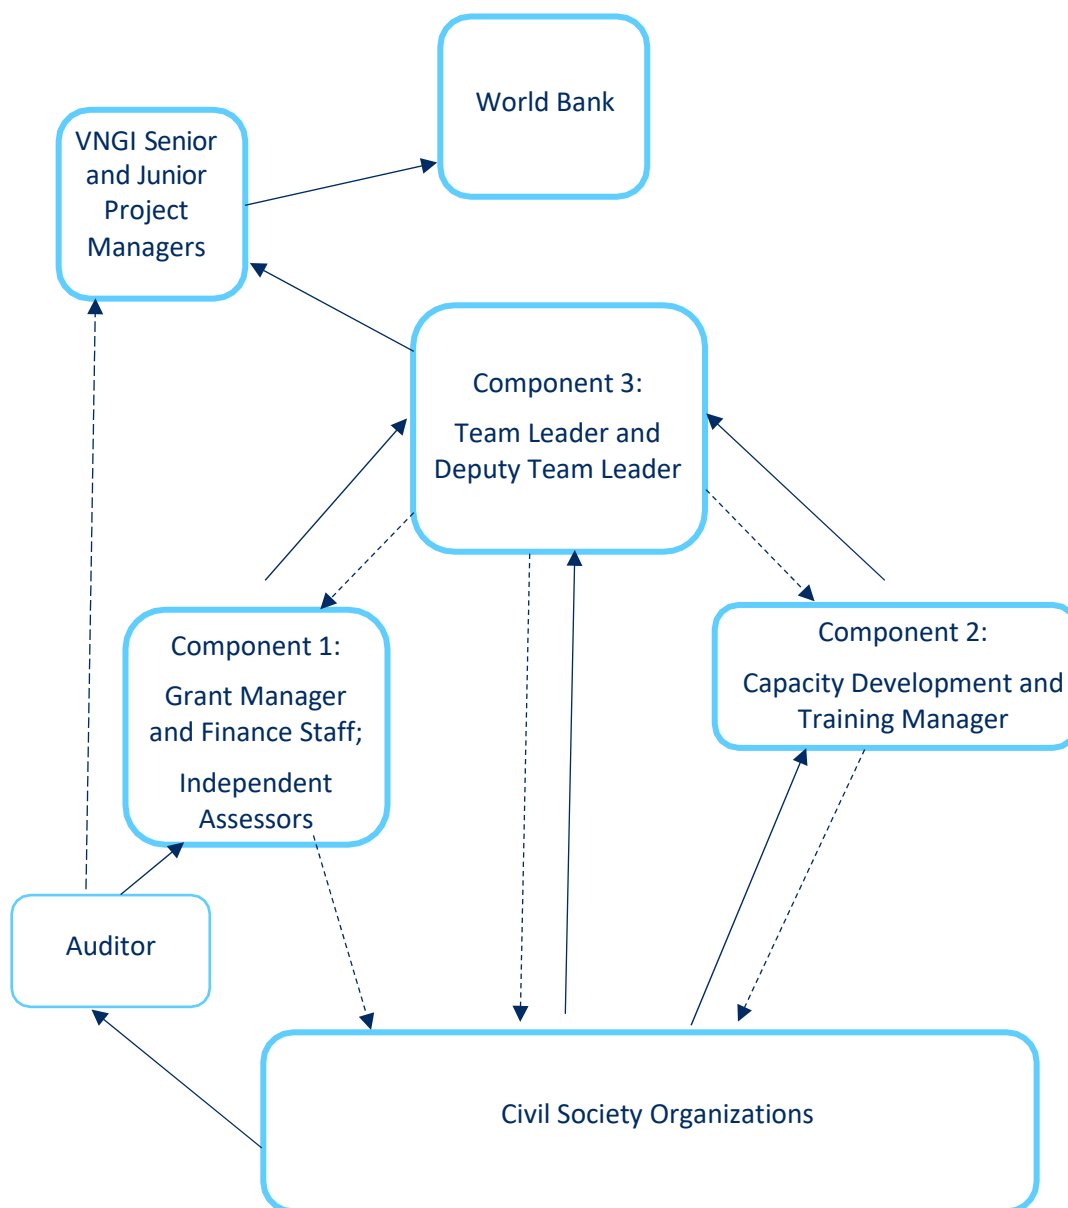 World Bank
VNGI Senior
and Junior
Project
Managers
Component 3:
Team Leader and
Deputy Team Leader
Component 1:
Grant Manager
and Finance Staff;
Independent
Assessors
Component 2:
Capacity Development and
Training Manager
Auditor
Civil Society Organizations